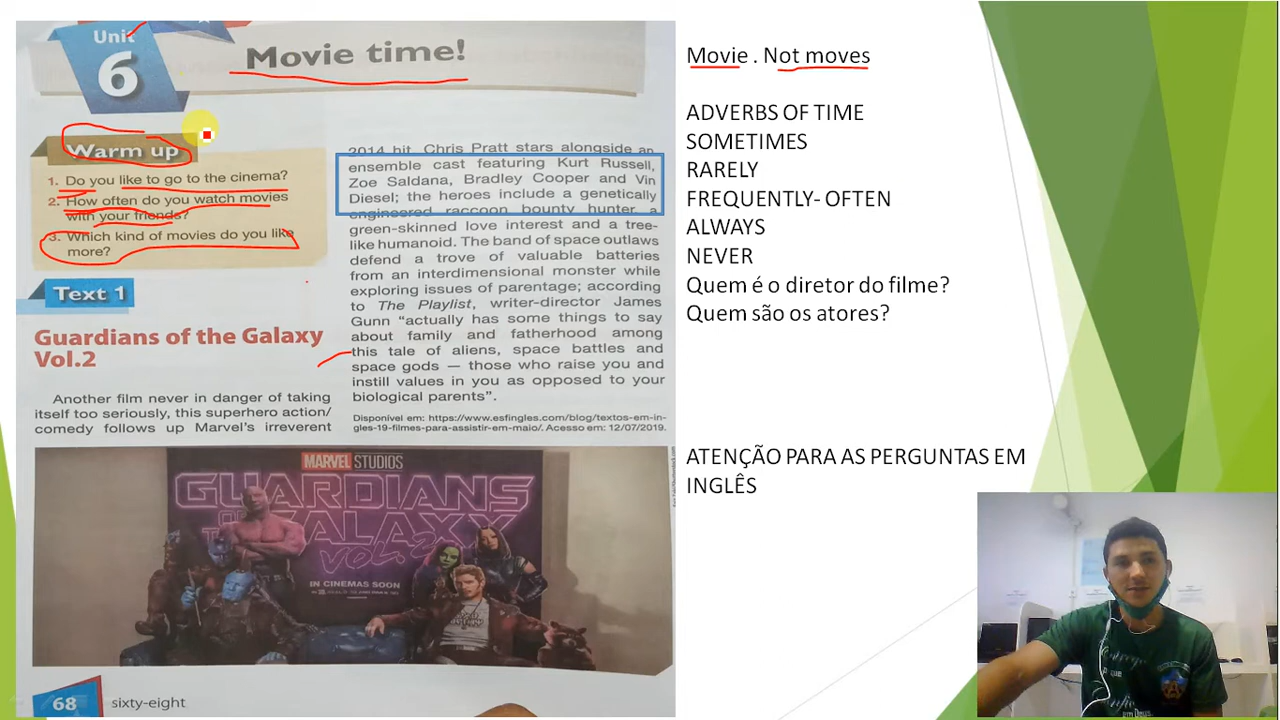 Unit
6
Movie time!
Warm up
1. Do you like to go to the cinema?
2. How often do you watch movies
with your friends?
3. Which kind of movies do you like
more?
Text 1
Guardians of the Galaxy
Vol.2
Another film never in danger of taking
itself too seriously, this superhero action/
comedy follows up Marvel's irreverent
2014 hit. Chris Pratt stars alongside an
ensemble cast featuring Kurt Russell,
Zoe Saldana, Bradley Cooper and Vin
Diesel; the heroes include a genetically
engineered raccoon bounty hunter, a
green-skinned love interest and a tree-
like humanoid. The band of space outlaws
defend a trove of valuable batteries
from an interdimensional monster while
exploring issues of parentage; according
to The Playlist, writer-director James
Gunn “actually has some things to say
about family and fatherhood among
this tale of aliens, space battles and
space gods — those who raise you and
instill values in you as opposed to your
biological parents”.
Disponível em: https://www.esfingles.com/blog/textos-em-in-
gles-19-filmes-para-assistir-em-maio/. Acesso em: 12/07/2019.
MARVEL STUDIOS
GUARDIANS
OF THE
GALAXY
VOL. 2
IN CINEMAS SOON
68 sixty-eight
Movie . Not moves
ADVERBS OF TIME
SOMETIMES
RARELY
FREQUENTLY- OFTEN
ALWAYS
NEVER
Quem é o diretor do filme?
Quem são os atores?
ATENÇÃO PARA AS PERGUNTAS EM
INGLÊS